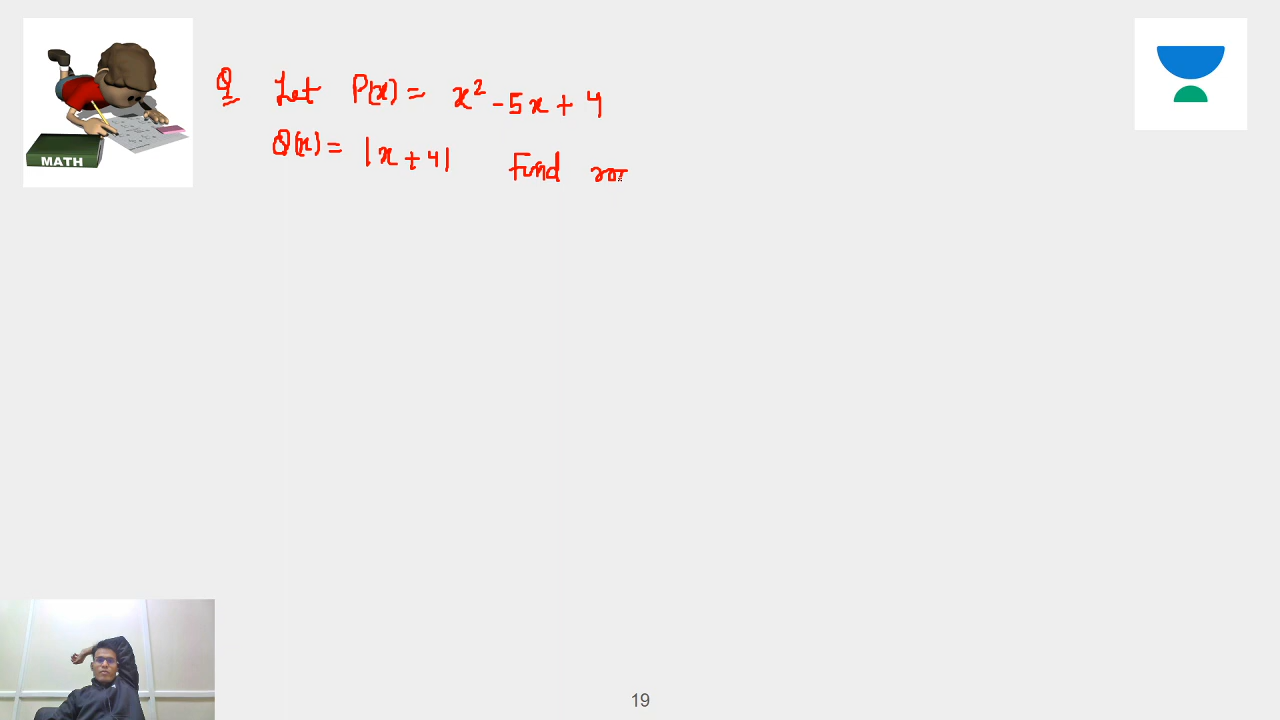 Q Let P(x) = x² - 5x + 4
Q(x) = |x + 4| Find
MATH
19